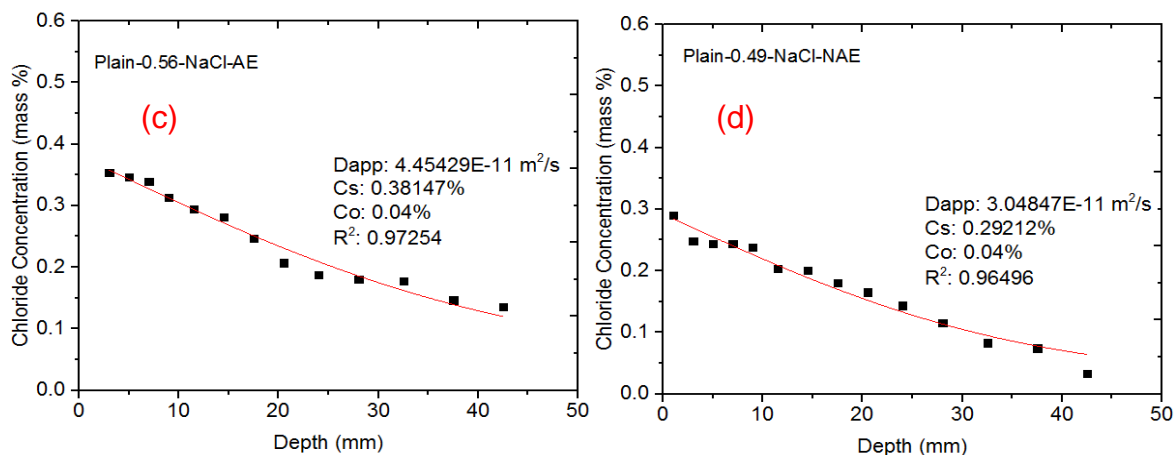 Plain-0.56-NaCl-AE
(c)
Dapp: 4.45429E-11 m²/s
Cs: 0.38147%
Co: 0.04%
R²: 0.97254
Chloride Concentration (mass %)
0.6
0.5
0.4
0.3
0.2
0.1
0.0
0 10 20 30 40 50
Depth (mm)
Plain-0.49-NaCl-NAE
(d)
Dapp: 3.04847E-11 m²/s
Cs: 0.29212%
Co: 0.04%
R²: 0.96496
Chloride Concentration (mass %)
0.6
0.5
0.4
0.3
0.2
0.1
0.0
0 10 20 30 40 50
Depth (mm)